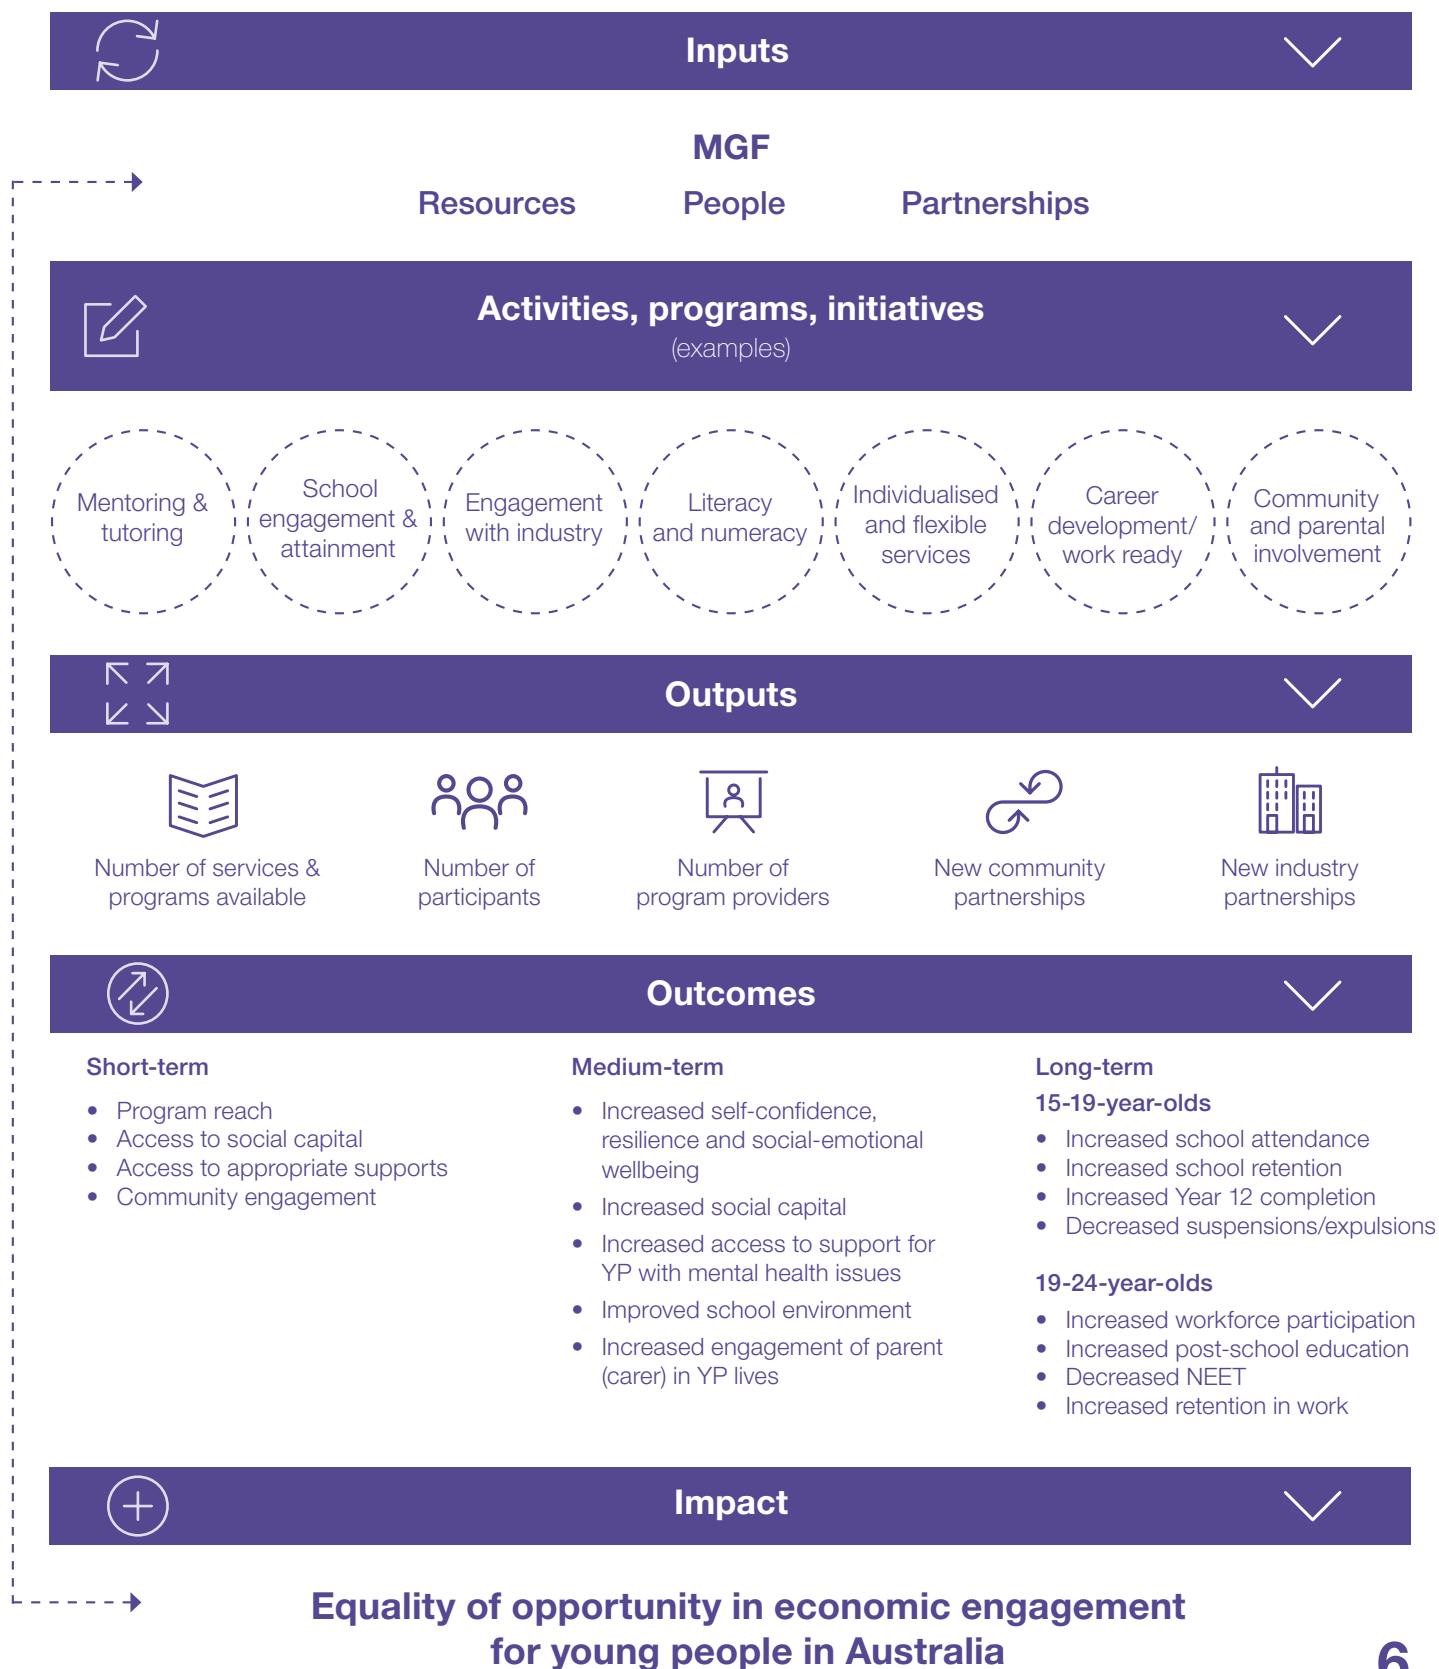 Inputs
MGF
Resources People Partnerships
Activities, programs, initiatives
(examples)
Mentoring &
tutoring
School
engagement &
attainment
Engagement
with industry
Literacy
and numeracy
Individualised
and flexible
services
Career
development/
work ready
Community
and parental
involvement
Outputs
Number of services &
programs available
Number of
participants
Number of
program providers
New community
partnerships
New industry
partnerships
Outcomes
Short-term
• Program reach
• Access to social capital
• Access to appropriate supports
• Community engagement
Medium-term
• Increased self-confidence,
resilience and social-emotional
wellbeing
• Increased social capital
• Increased access to support for
YP with mental health issues
• Improved school environment
• Increased engagement of parent
(carer) in YP lives
Long-term
15-19-year-olds
• Increased school attendance
• Increased school retention
• Increased Year 12 completion
• Decreased suspensions/expulsions
19-24-year-olds
• Increased workforce participation
• Increased post-school education
• Decreased NEET
• Increased retention in work
Impact
Equality of opportunity in economic engagement
for young people in Australia
6